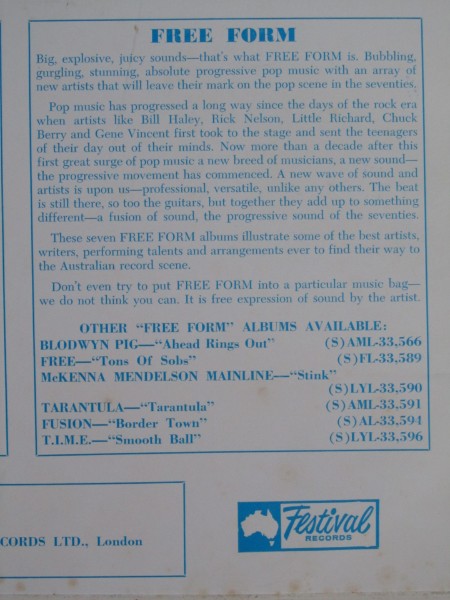 FREE FORM
Big, explosive, juicy sounds—that's what FREE FORM is. Bubbling,
gurgling, stunning, absolute progressive pop music with an array of
new artists that will leave their mark on the pop scene in the seventies.
Pop music has progressed a long way since the days of the rock era
when artists like Bill Haley, Rick Nelson, Little Richard, Chuck
Berry and Gene Vincent first took to the stage and sent the teenagers
of their day out of their minds. Now more than a decade after this
first great surge of pop music a new breed of musicians, a new sound—
the progressive movement has commenced. A new wave of sound and
artists is upon us—professional, versatile, unlike any others. The beat
is still there, so too the guitars, but together they add up to something
different—a fusion of sound, the progressive sound of the seventies.
These seven FREE FORM albums illustrate some of the best artists,
writers, performing talents and arrangements ever to find their way to
the Australian record scene.
Don't even try to put FREE FORM into a particular music bag—
we do not think you can. It is free expression of sound by the artist.
OTHER "FREE FORM" ALBUMS AVAILABLE:
BLODWYN PIG—"Ahead Rings Out" (S)AML-33,566
FREE—"Tons Of Sobs" (S)FL-33,589
McKENNA MENDELSON MAINLINE—"Stink"
(S)LYL-33,590
TARANTULA—"Tarantula" (S)AML-33,591
FUSION—"Border Town" (S)AL-33,594
T.I.M.E.—"Smooth Ball" (S)LYL-33,596
CORDS LTD., London
Festival
RECORDS